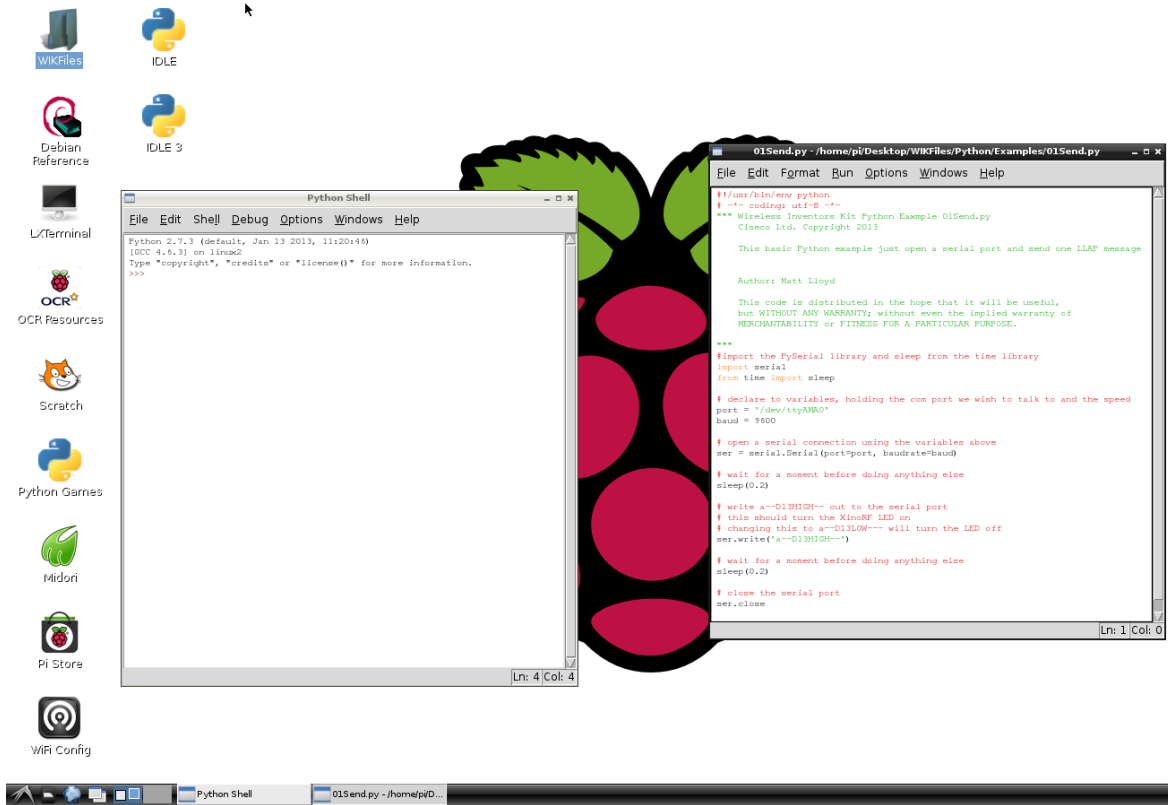 WIKFiles
IDLE
Debian
Reference
IDLE 3
LXTerminal
OCR
OCR Resources
Scratch
Python Games
Midori
Pi Store
WiFi Config
Python Shell
File Edit Shell Debug Options Windows Help
Python 2.7.3 (default, Jan 13 2013, 11:20:46)
[GCC 4.6.3] on linux2
Type "copyright", "credits" or "license()" for more information.
>>>
Ln: 4 Col: 4
01Send.py - /home/pi/Desktop/WIKFiles/Python/Examples/01Send.py
File Edit Format Run Options Windows Help
#!/usr/bin/env python
# -*- coding: utf-8 -*-
""" Wireless Inventors Kit Python Eaxmple 01Send.py
Ciseco Ltd. Copyright 2013
This basic Python example just open a serial port and send one LLAP message
Author: Matt Lloyd
This code is distributed in the hope that it will be useful,
but WITHOUT ANY WARRANTY; without even the implied warranty of
MERCHANTABILITY or FITNESS FOR A PARTICULAR PURPOSE.
"""
#import the PySerial library and sleep from the time library
import serial
from time import sleep
# declare to variables, holding the com port we wish to talk to and the speed
port = '/dev/ttyAMA0'
baud = 9600
# open a serial connection using the variables above
ser = serial.Serial(port=port, baudrate=baud)
# wait for a moment before doing anything else
sleep(0.2)
# write a--D13HIGH-- out to the serial port
# this should turn the XinoRF LED on
# changing this to a--D13LOW--- will turn the LED off
ser.write('a--D13HIGH--')
# wait for a moment before doing anything else
sleep(0.2)
# close the serial port
ser.close
Ln: 1 Col: 0
Python Shell
01Send.py - /home/pi/D...